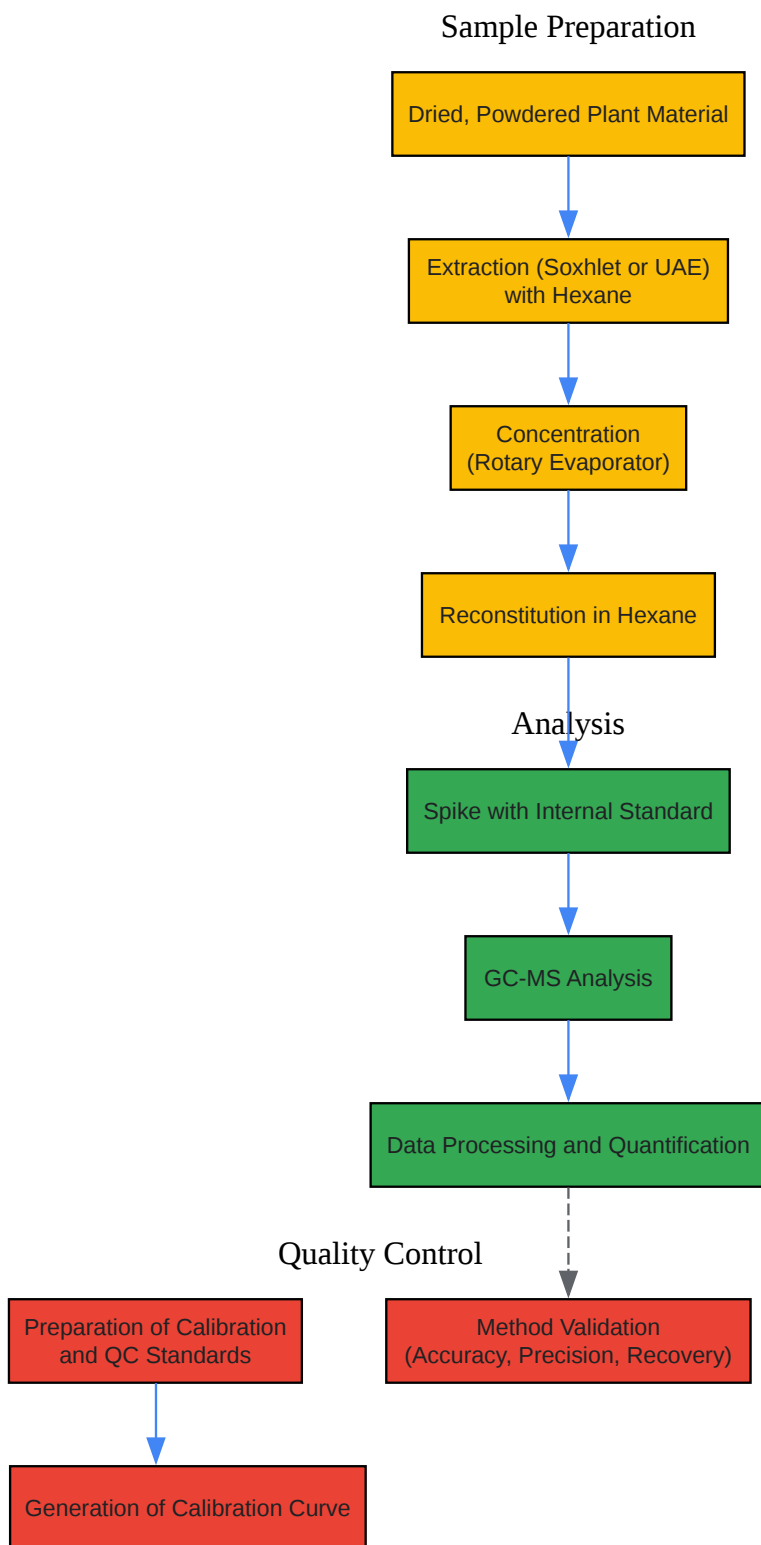 Sample Preparation
Dried, Powdered Plant Material
Extraction (Soxhlet or UAE)
with Hexane
Concentration
(Rotary Evaporator)
Reconstitution in Hexane
Analysis
Spike with Internal Standard
GC-MS Analysis
Data Processing and Quantification
Quality Control
Preparation of Calibration
and QC Standards
Method Validation
(Accuracy, Precision, Recovery)
Generation of Calibration Curve